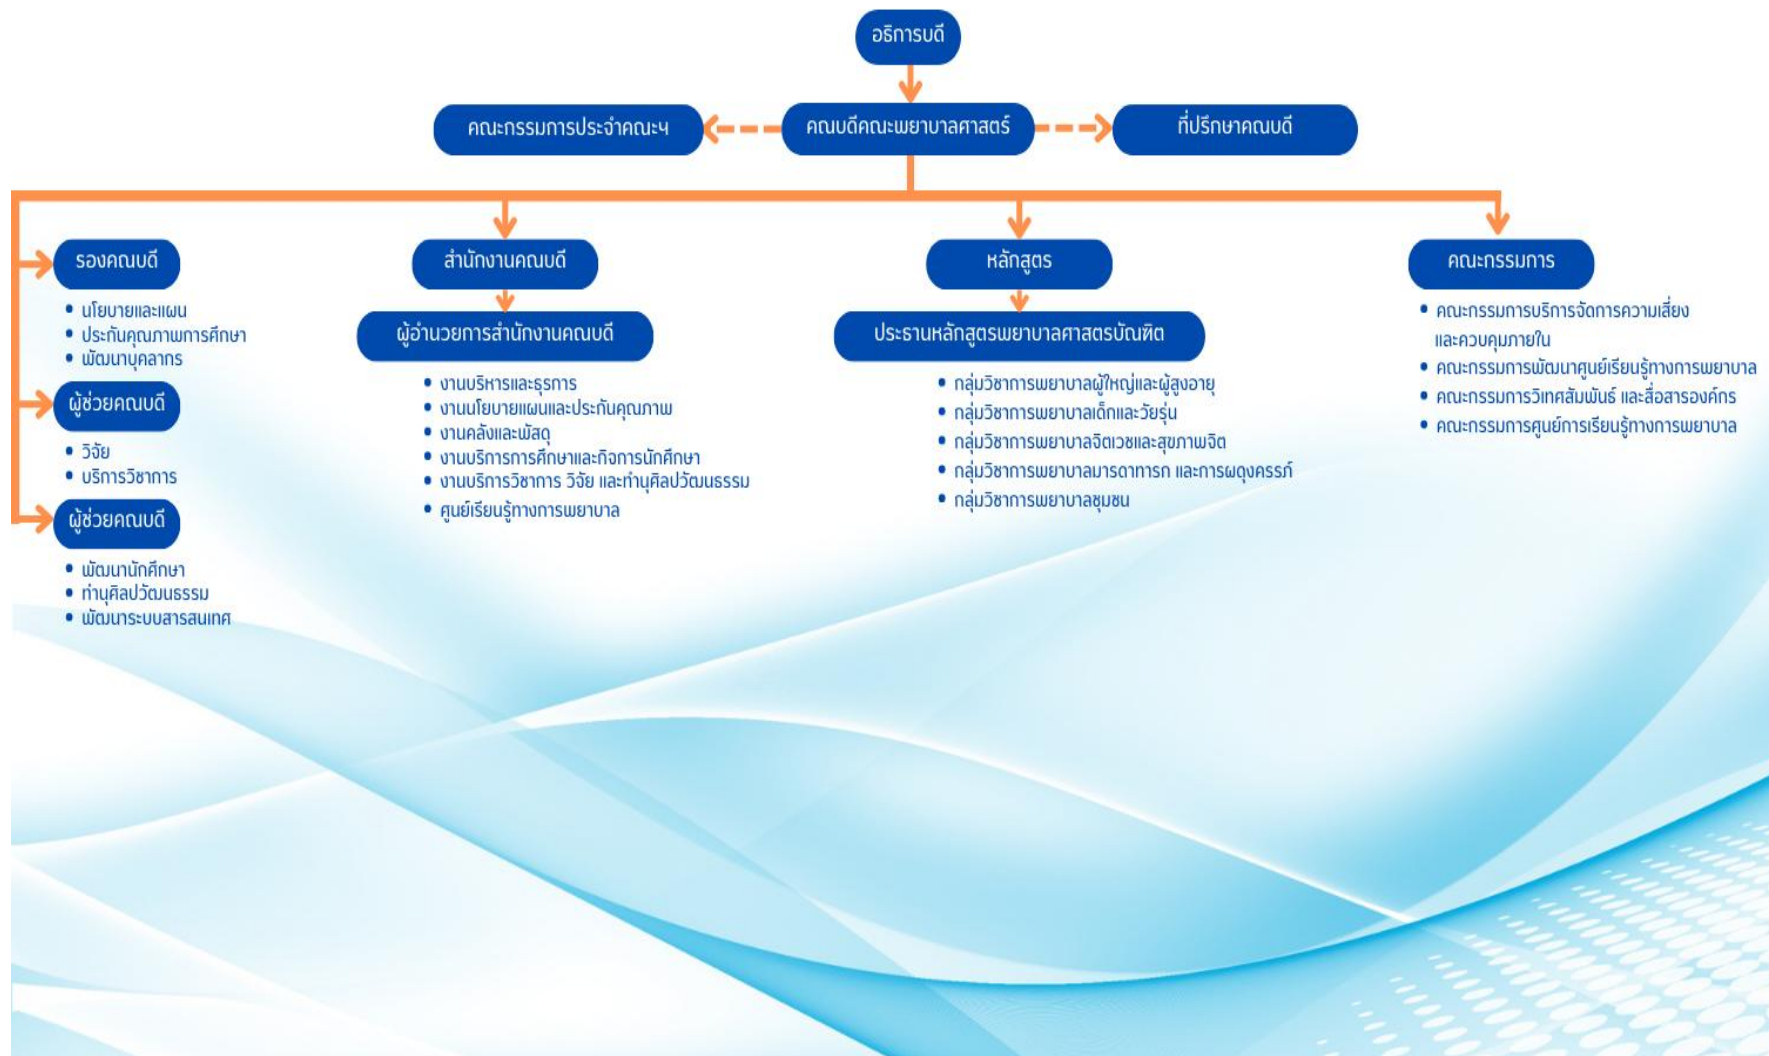 อธิการบดี
คณะกรรมการประจำคณะฯ
คณบดีคณะพยาบาลศาสตร์
ที่ปรึกษาคณบดี
รองคณบดี
• นโยบายและแผน
• ประกันคุณภาพการศึกษา
• พัฒนาบุคลากร
ผู้ช่วยคณบดี
• วิจัย
• บริการวิชาการ
ผู้ช่วยคณบดี
• พัฒนานักศึกษา
• ทำนุศิลปวัฒนธรรม
• พัฒนาระบบสารสนเทศ
สำนักงานคณบดี
ผู้อำนวยการสำนักงานคณบดี
• งานบริหารและธุรการ
• งานนโยบายแผนและประกันคุณภาพ
• งานคลังและพัสดุ
• งานบริการการศึกษาและกิจการนักศึกษา
• งานบริการวิชาการ วิจัย และทำนุศิลปวัฒนธรรม
• ศูนย์เรียนรู้ทางการพยาบาล
หลักสูตร
ประธานหลักสูตรพยาบาลศาสตรบัณฑิต
• กลุ่มวิชาการพยาบาลผู้ใหญ่และผู้สูงอายุ
• กลุ่มวิชาการพยาบาลเด็กและวัยรุ่น
• กลุ่มวิชาการพยาบาลจิตเวชและสุขภาพจิต
• กลุ่มวิชาการพยาบาลมารดาทารก และการผดุงครรภ์
• กลุ่มวิชาการพยาบาลชุมชน
คณะกรรมการ
• คณะกรรมการบริการจัดการความเสี่ยง
และควบคุมภายใน
• คณะกรรมการพัฒนาศูนย์เรียนรู้ทางการพยาบาล
• คณะกรรมการวิเทศสัมพันธ์ และสื่อสารองค์กร
• คณะกรรมการศูนย์การเรียนรู้ทางการพยาบาล